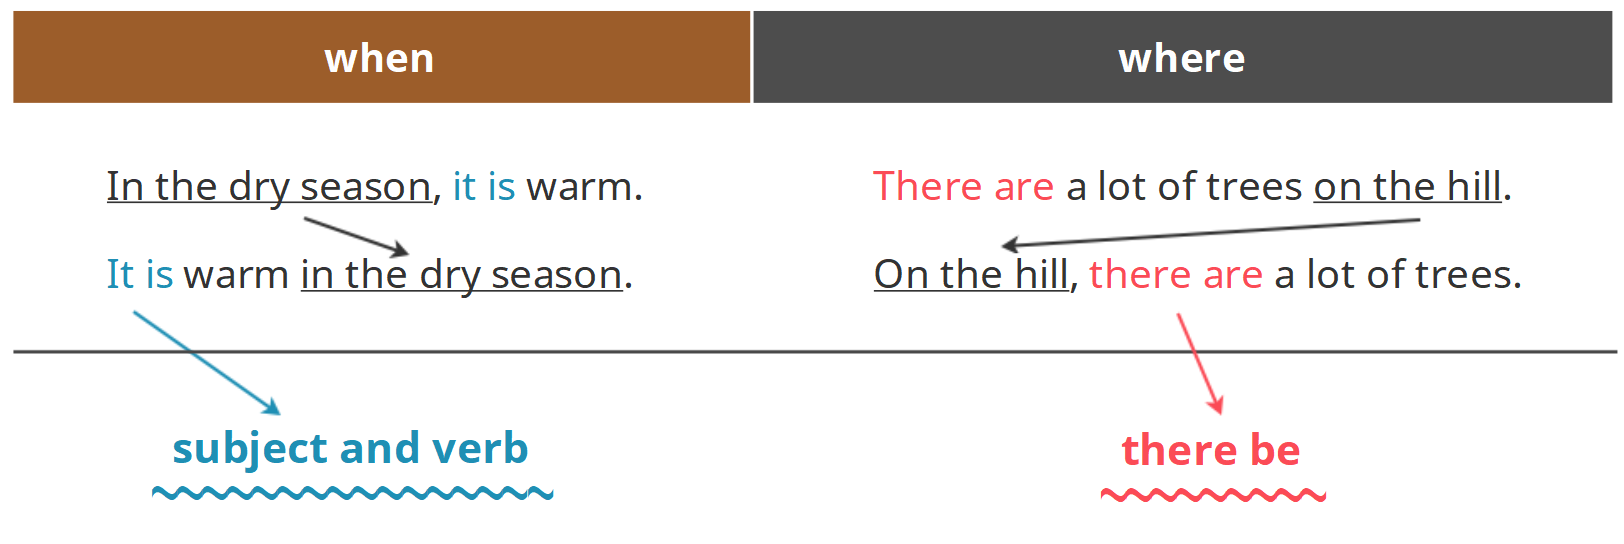 when
where
In the dry season, it is warm.
There are a lot of trees on the hill.
It is warm in the dry season.
On the hill, there are a lot of trees.
subject and verb
there be